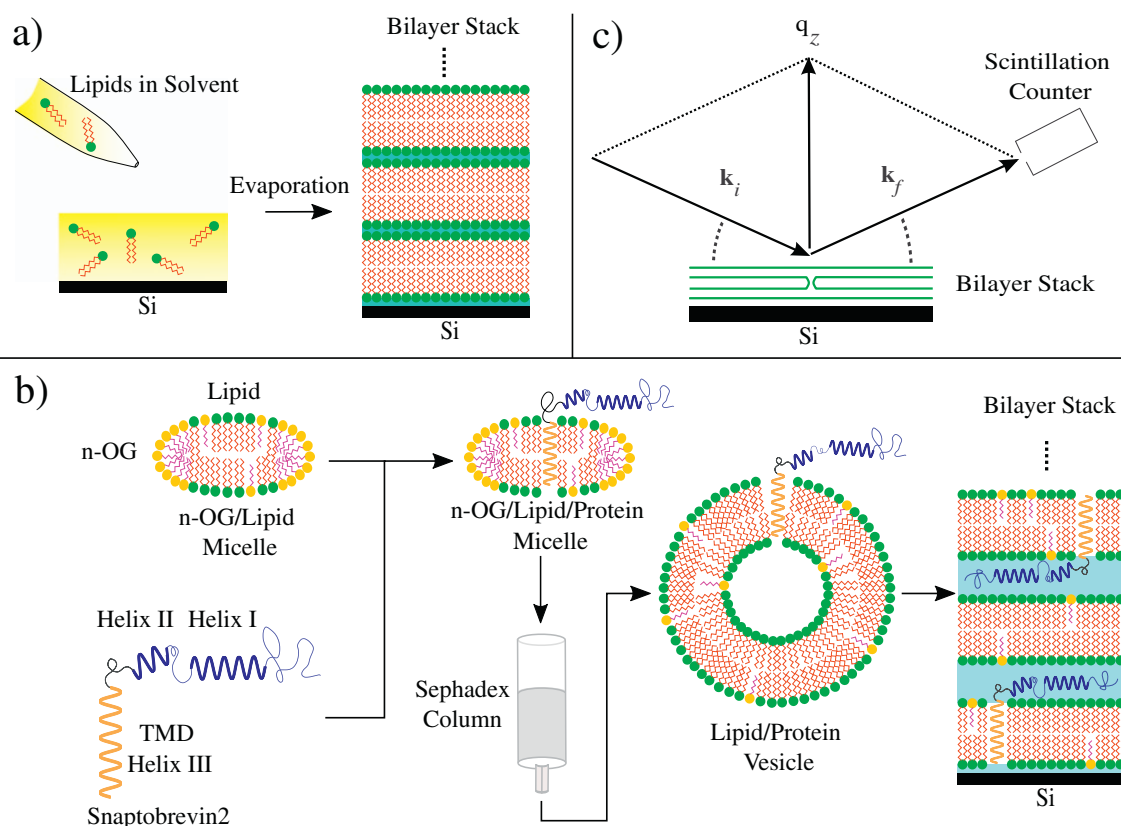 a)
Lipids in Solvent
Si
Evaporation
Bilayer Stack
Si
c)
q_z
k_i
k_f
Scintillation
Counter
Bilayer Stack
Si
b)
Lipid
n-OG
n-OG/Lipid
Micelle
n-OG/Lipid/Protein
Micelle
Helix II
Helix I
TMD
Helix III
Snaptobrevin2
Sephadex
Column
Lipid/Protein
Vesicle
Bilayer Stack
Si